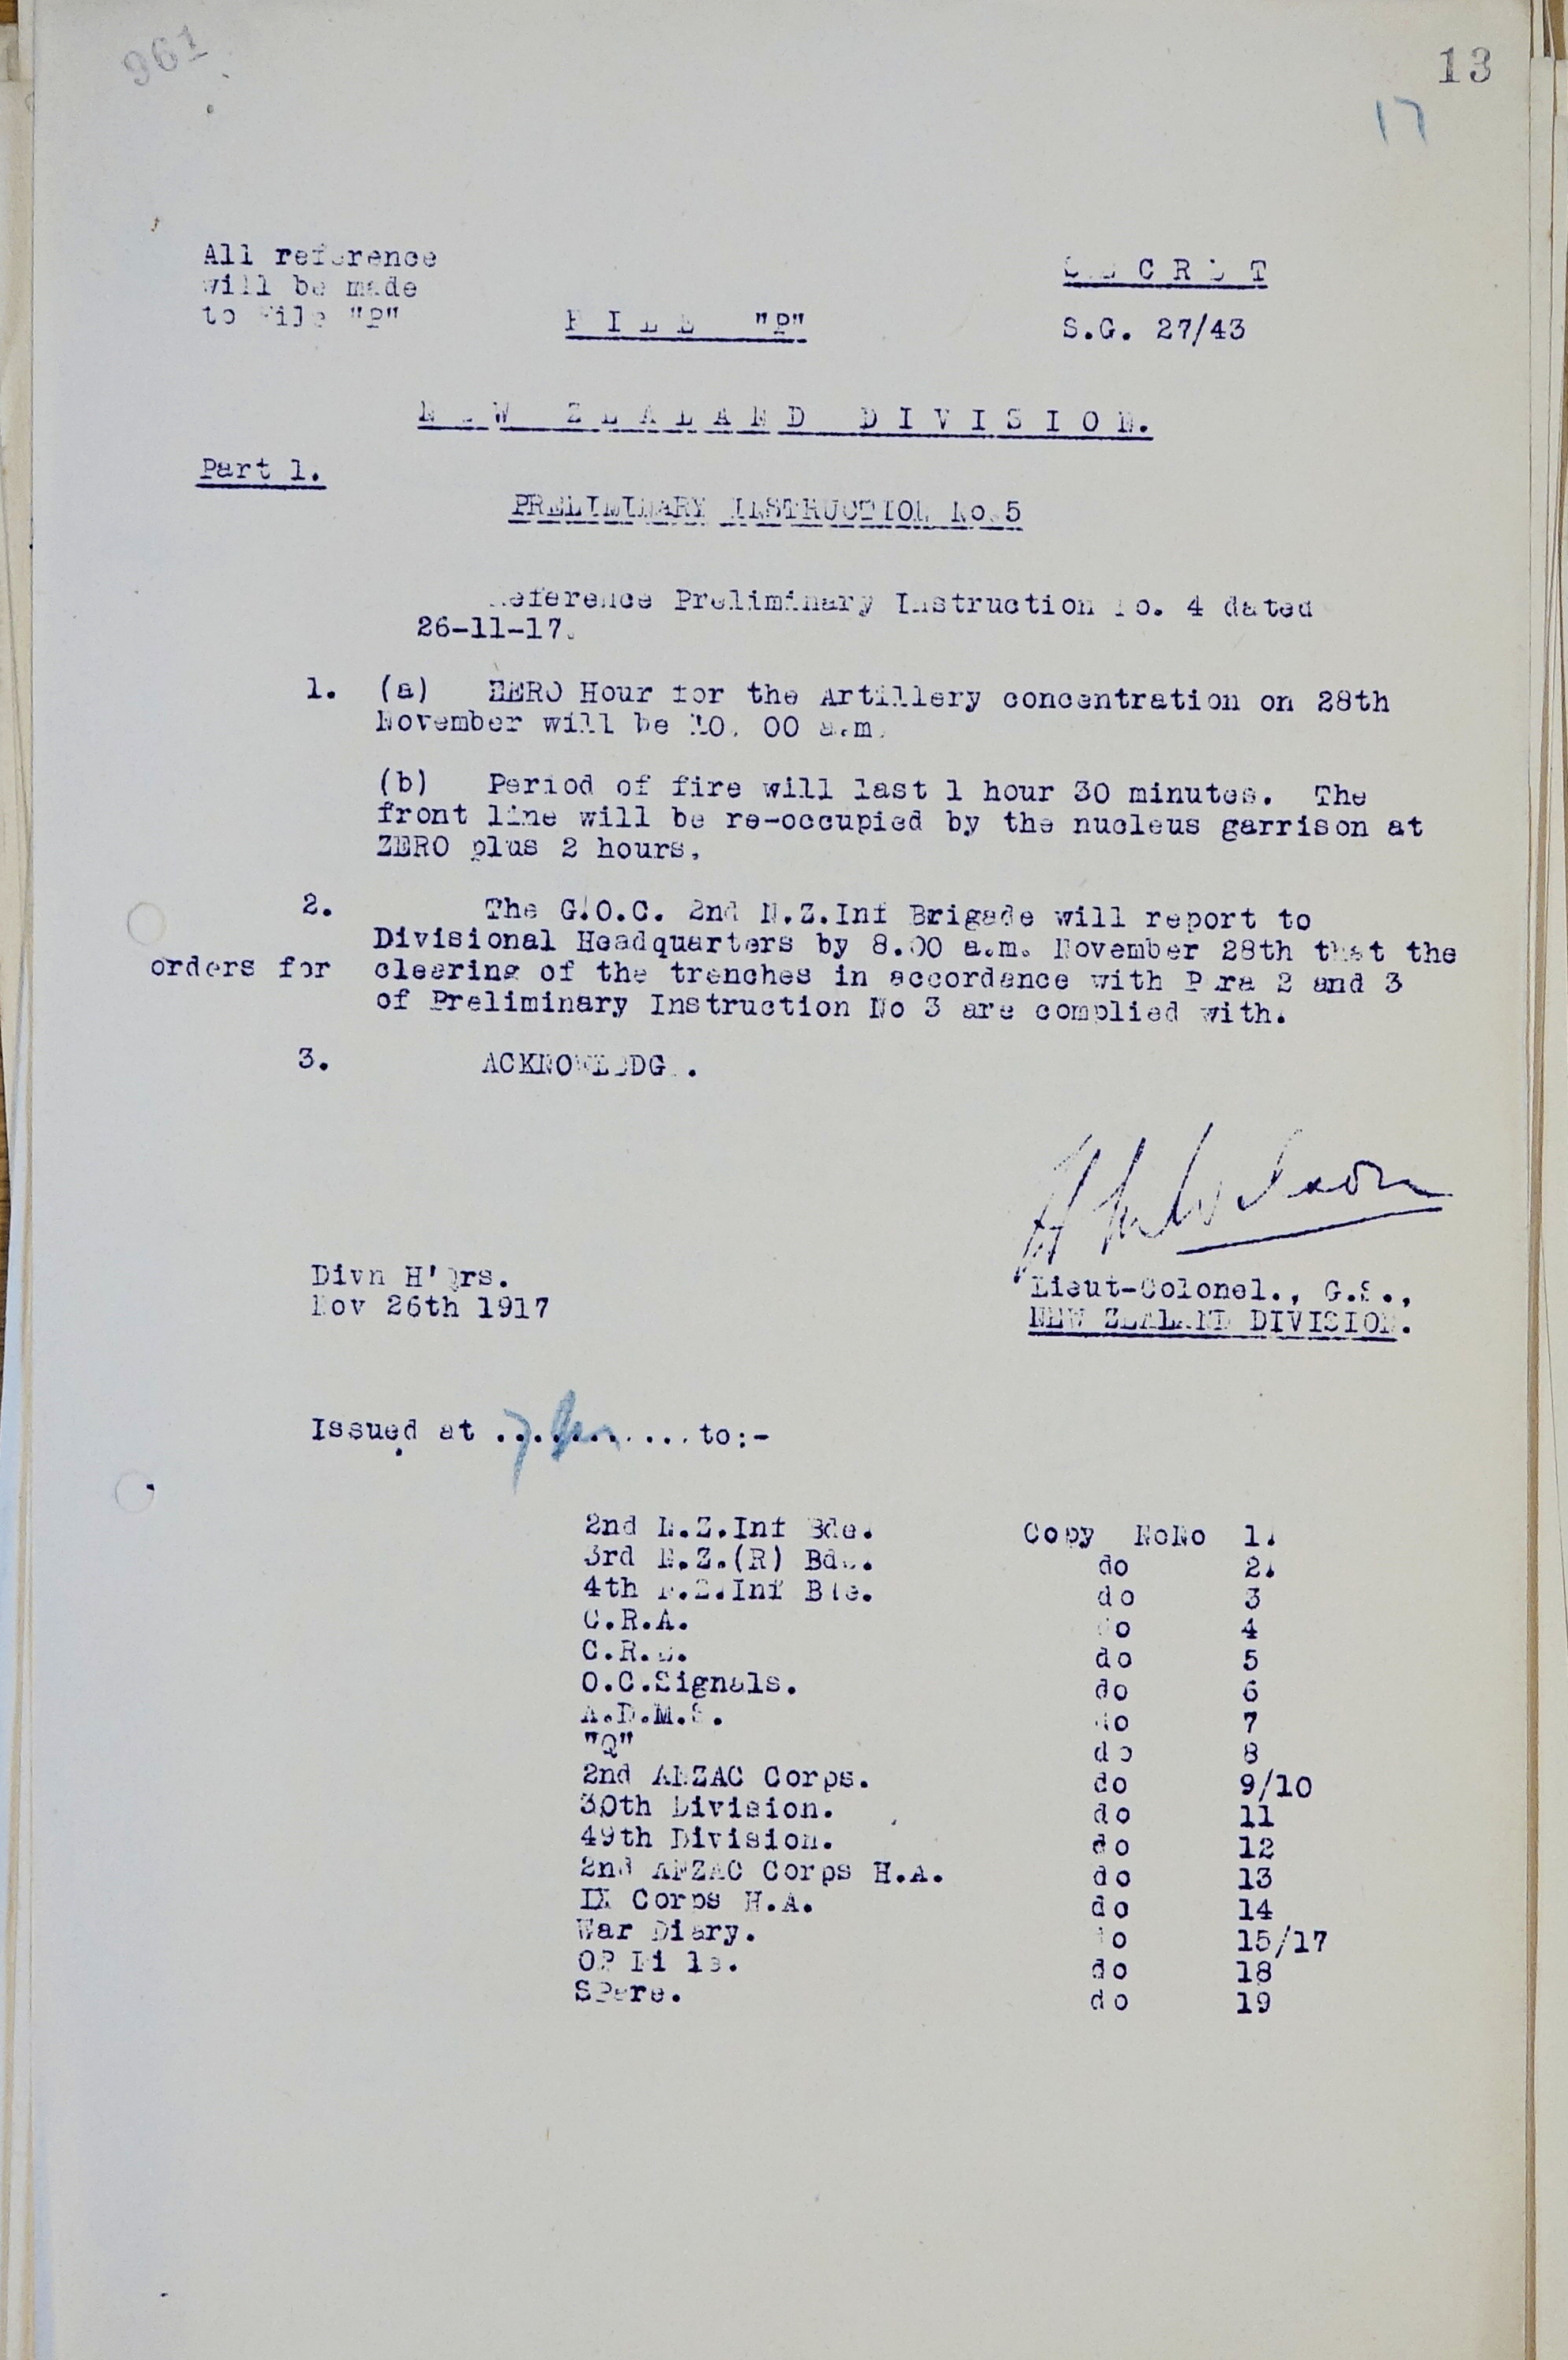 961
13
17
All reference
will be made
to File "P"
S E C R E T
F I L E "P"
S.G. 27/43
N E W Z E A L A N D D I V I S I O N.
Part 1.
PRELIMINARY INSTRUCTION No.5
Reference Preliminary Instruction No. 4 dated
26-11-17.
1. (a) ZERO Hour for the Artillery concentration on 28th
November will be 10. 00 a.m.
(b) Period of fire will last 1 hour 30 minutes. The
front line will be re-occupied by the nucleus garrison at
ZERO plus 2 hours.
2. The G.O.C. 2nd N.Z.Inf Brigade will report to
Divisional Headquarters by 8.00 a.m. November 28th that the
orders for clearing of the trenches in accordance with Para 2 and 3
of Preliminary Instruction No 3 are complied with.
3. ACKNOWLEDGE.
Divn H'Qrs.
Nov 26th 1917
Lieut-Colonel., G.S.,
NEW ZEALAND DIVISION.
Issued at ............to:-
2nd N.Z.Inf Bde. Copy NoNo 1.
3rd N.Z.(R) Bde. do 2.
4th N.Z.Inf Bde. do 3
C.R.A. do 4
C.R.E. do 5
O.C.Signals. do 6
A.D.M.S. do 7
"Q" do 8
2nd ANZAC Corps. do 9/10
30th Division. do 11
49th Division. do 12
2nd ANZAC Corps H.A. do 13
IX Corps H.A. do 14
War Diary. do 15/17
OP File. do 18
SPare. do 19